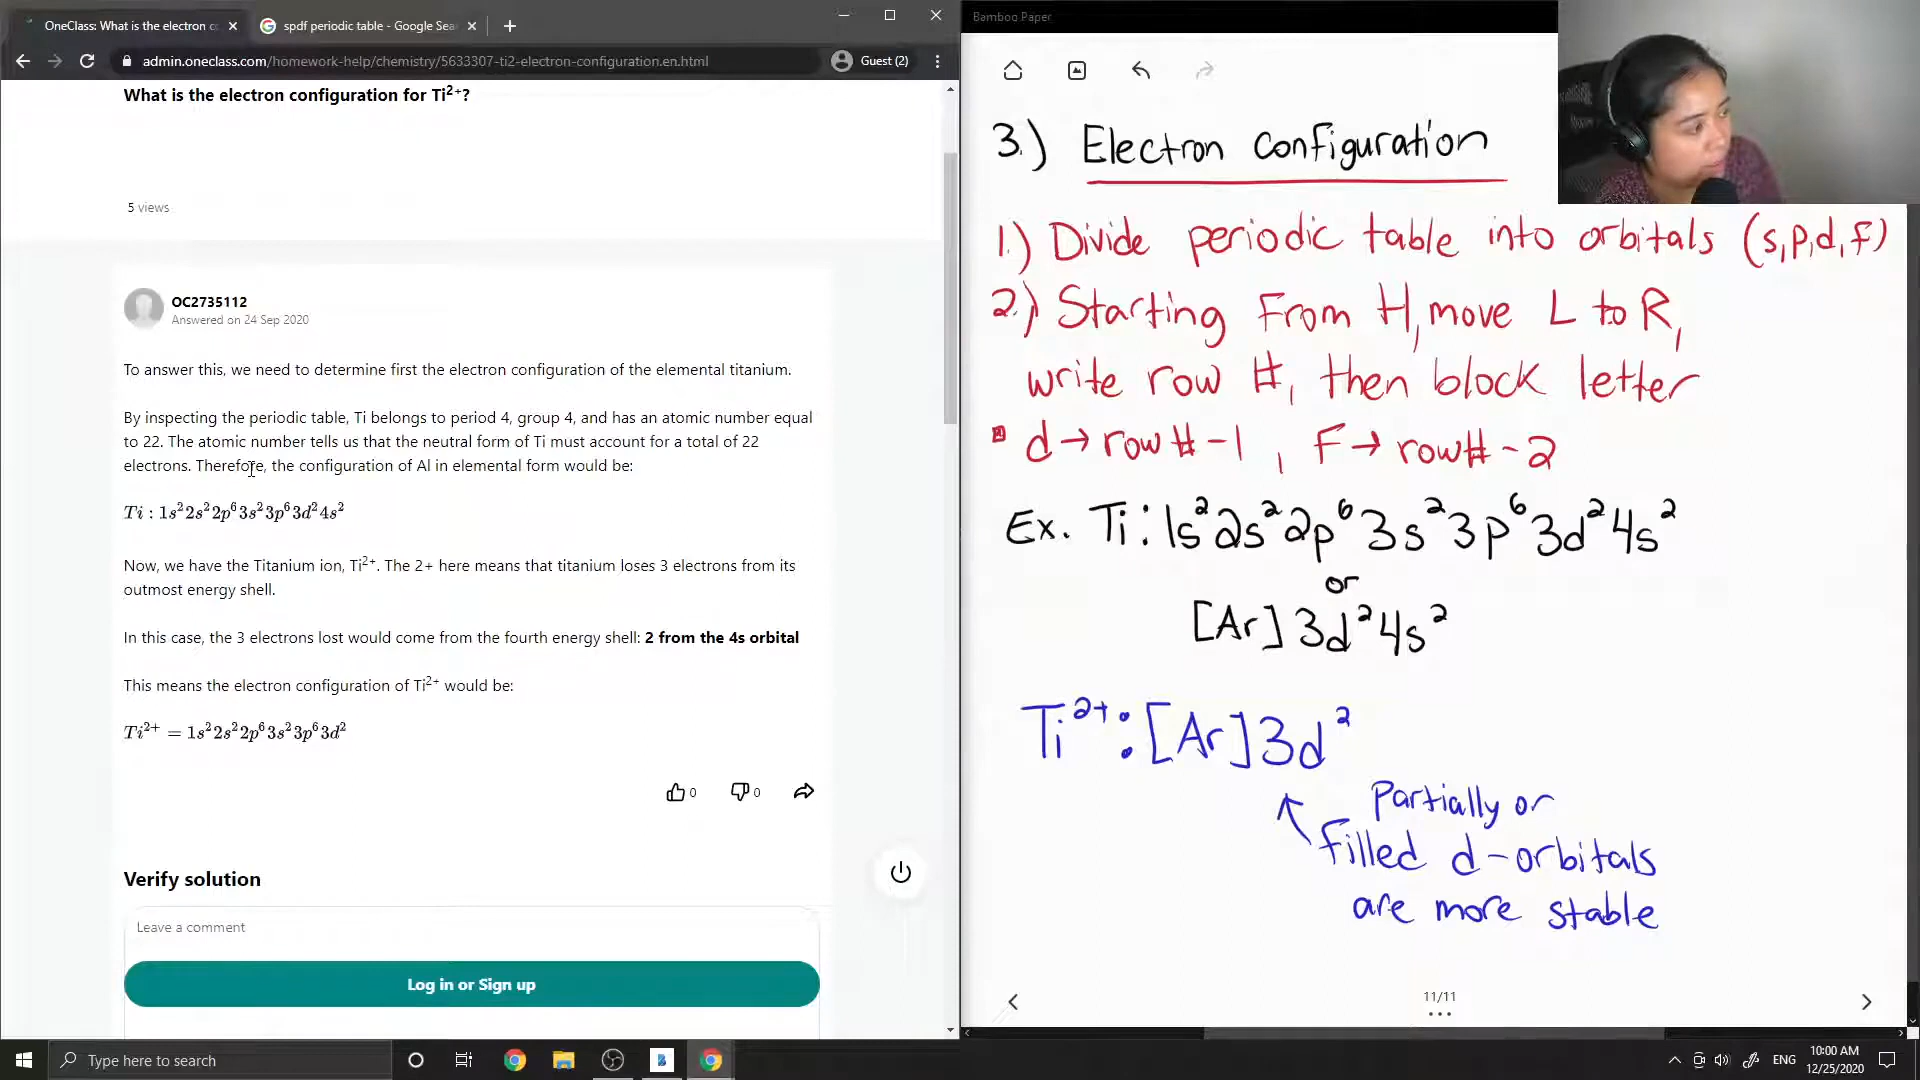 OneClass: What is the electron co
spdf periodic table - Google Sea
admin.oneclass.com/homework-help/chemistry/5633307-ti2-electron-configuration.en.html
Guest (2)
What is the electron configuration for Ti²⁺?
5 views
OC2735112
Answered on 24 Sep 2020
To answer this, we need to determine first the electron configuration of the elemental titanium.
By inspecting the periodic table, Ti belongs to period 4, group 4, and has an atomic number equal
to 22. The atomic number tells us that the neutral form of Ti must account for a total of 22
electrons. Therefore, the configuration of Al in elemental form would be:
Ti : 1s²2s²2p⁶3s²3p⁶3d²4s²
Now, we have the Titanium ion, Ti²⁺. The 2+ here means that titanium loses 3 electrons from its
outmost energy shell.
In this case, the 3 electrons lost would come from the fourth energy shell: 2 from the 4s orbital
This means the electron configuration of Ti²⁺ would be:
Ti²⁺ = 1s²2s²2p⁶3s²3p⁶3d²
0
0
Verify solution
Leave a comment
Log in or Sign up
Bamboo Paper
3.) Electron Configuration
1.) Divide periodic table into orbitals (s,p,d,f)
2.) Starting from H, move L to R,
write row #, then block letter
d → row # - 1 , F → row# - 2
Ex. Ti: 1s²2s²2p⁶3s²3p⁶3d²4s²
or
[Ar] 3d²4s²
Ti²⁺: [Ar]3d²
Partially or
filled d-orbitals
are more stable
11/11
Type here to search
ENG
10:00 AM
12/25/2020